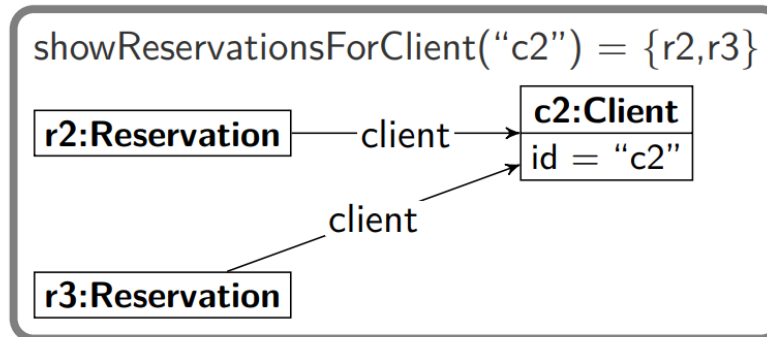 showReservationsForClient(“c2”) = {r2,r3}
r2:Reservation
client
c2:Client
id = “c2”
client
r3:Reservation